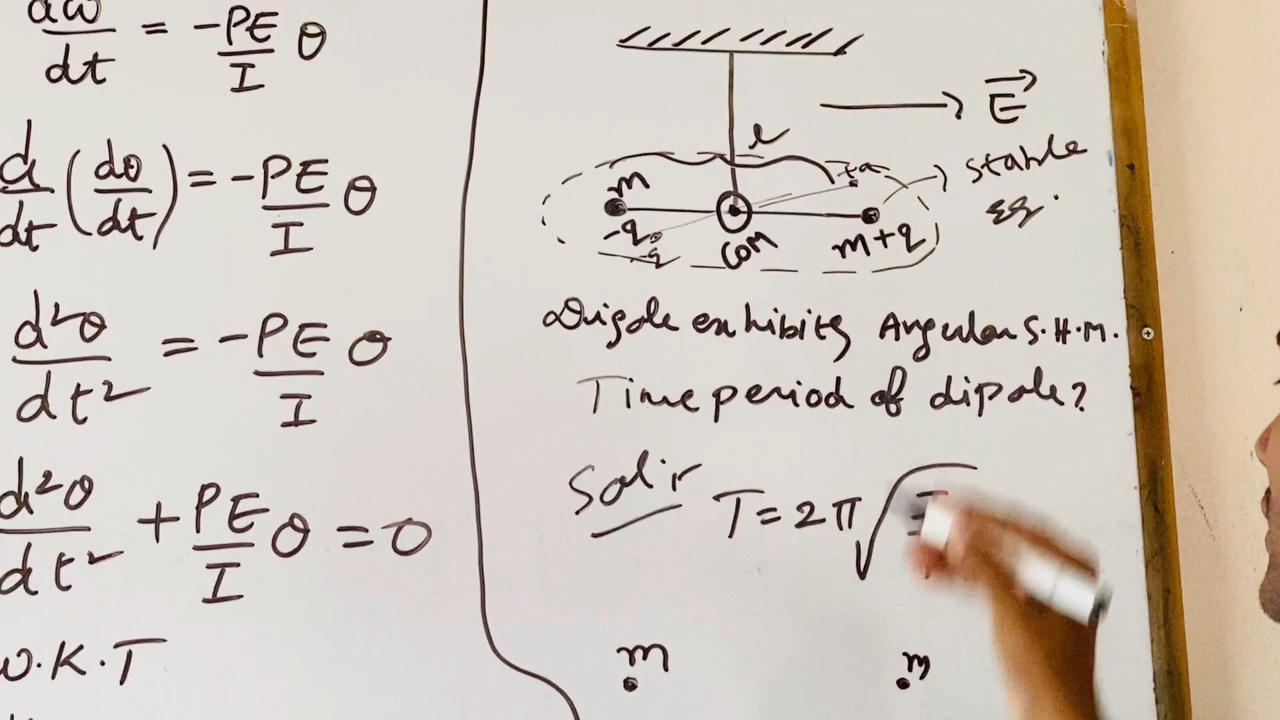 dω/dt = -PE/I θ
d/dt (dθ/dt) = -PE/I θ
d²θ/dt² = -PE/I θ
d²θ/dt² + PE/I θ = 0
W.K.T
E
l
stable
Eq.
m
+q
-q
-q
com
m+q
Dipole exhibits Angular S.H.M.
Time period of dipole?
Sol:
T = 2π√I
m m